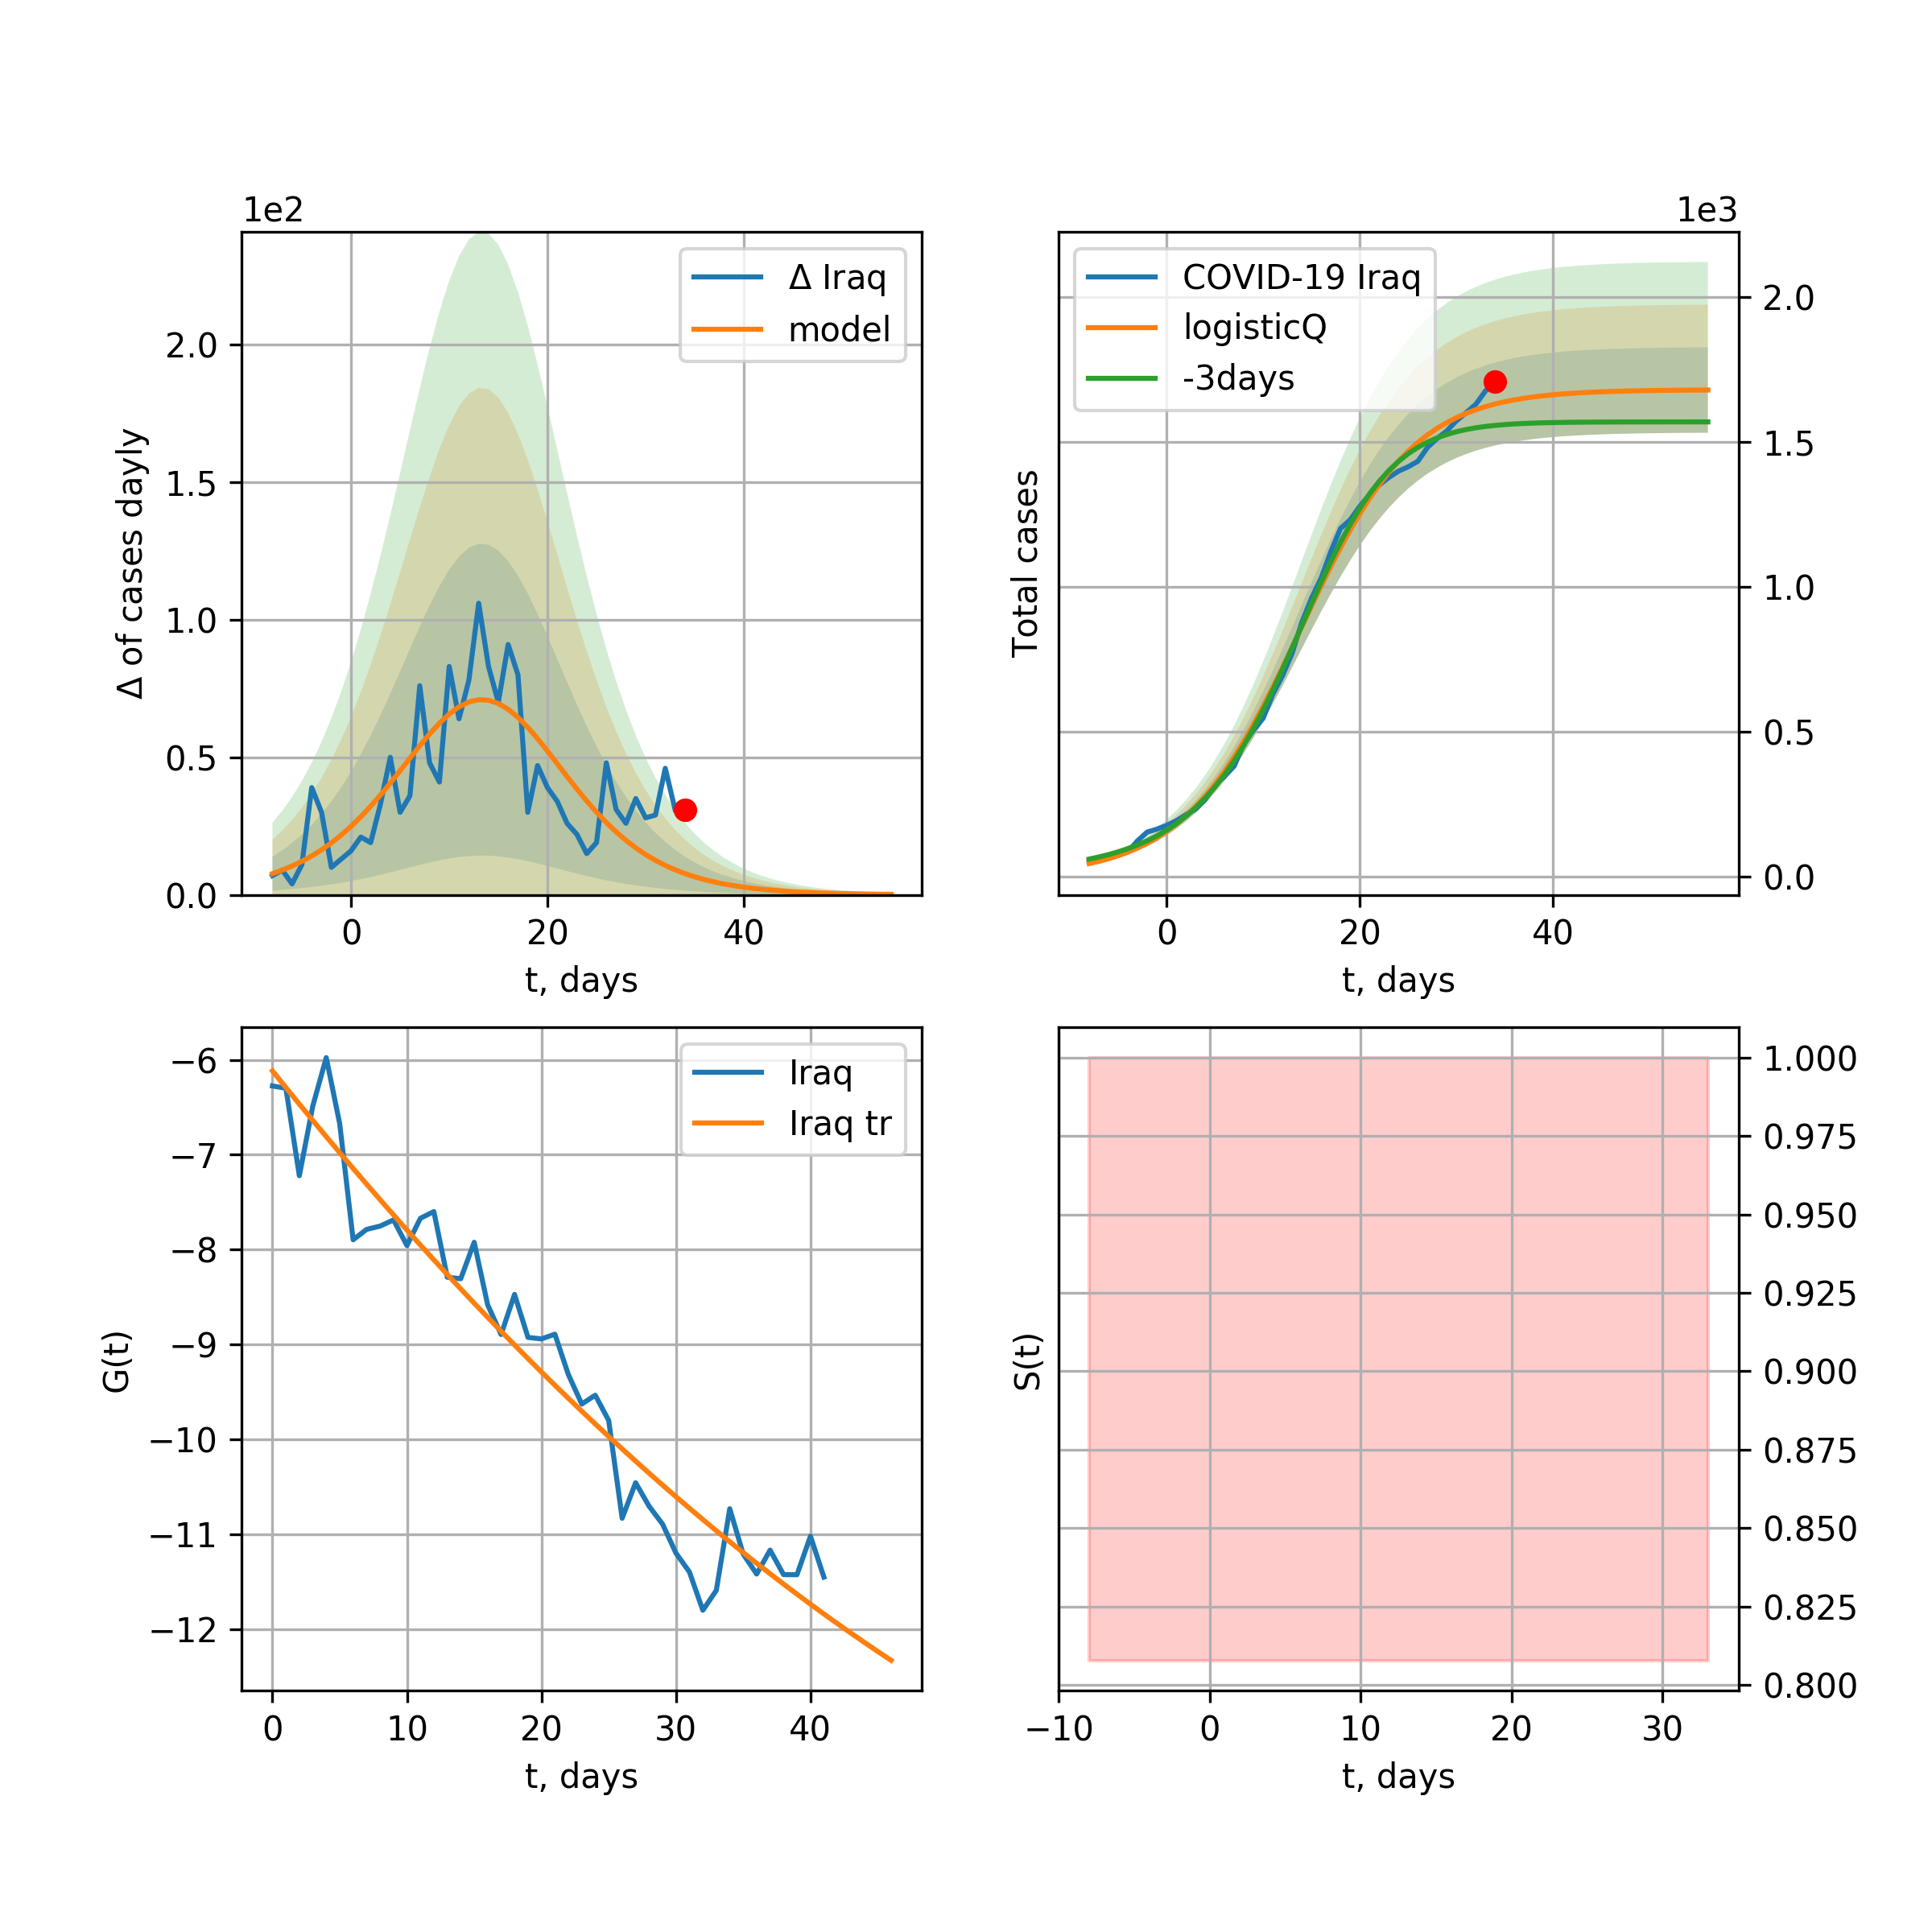 1e2
Δ of cases dayly
2.0
1.5
1.0
0.5
0.0
Δ Iraq
model
0 20 40
t, days
1e3
Total cases
COVID-19 Iraq
logisticQ
-3days
2.0
1.5
1.0
0.5
0.0
0 20 40
t, days
G(t)
−6
−7
−8
−9
−10
−11
−12
Iraq
Iraq tr
0 10 20 30 40
t, days
S(t)
1.000
0.975
0.950
0.925
0.900
0.875
0.850
0.825
0.800
−10 0 10 20 30
t, days